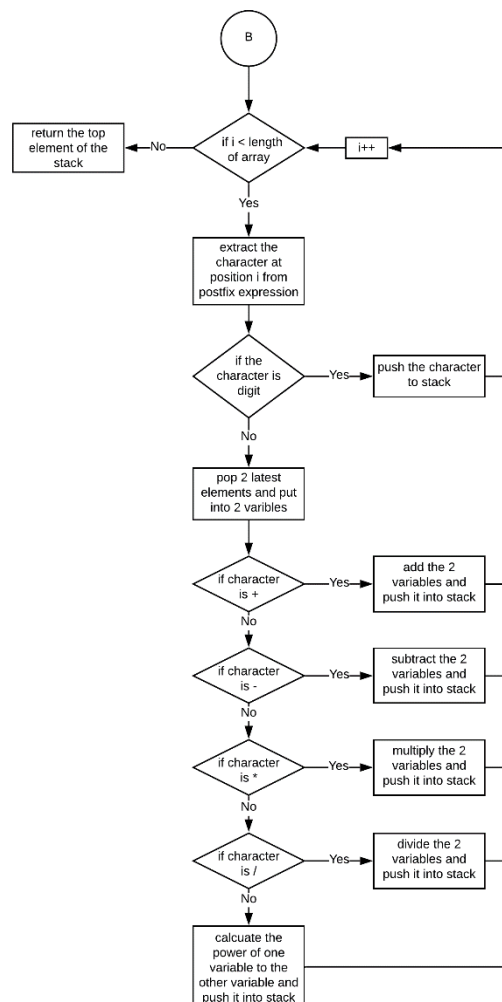 B
if i < length
of array
i++
No
return the top
element of the
stack
Yes
extract the
character at
position i from
postfix expression
if the
character is
digit
Yes
push the character
to stack
No
pop 2 latest
elements and put
into 2 varibles
if character
is +
Yes
add the 2
variables and
push it into stack
No
if character
is -
Yes
subtract the 2
variables and
push it into stack
No
if character
is *
Yes
multiply the 2
variables and
push it into stack
No
if character
is /
Yes
divide the 2
variables and
push it into stack
No
calcuate the
power of one
variable to the
other variable and
push it into stack